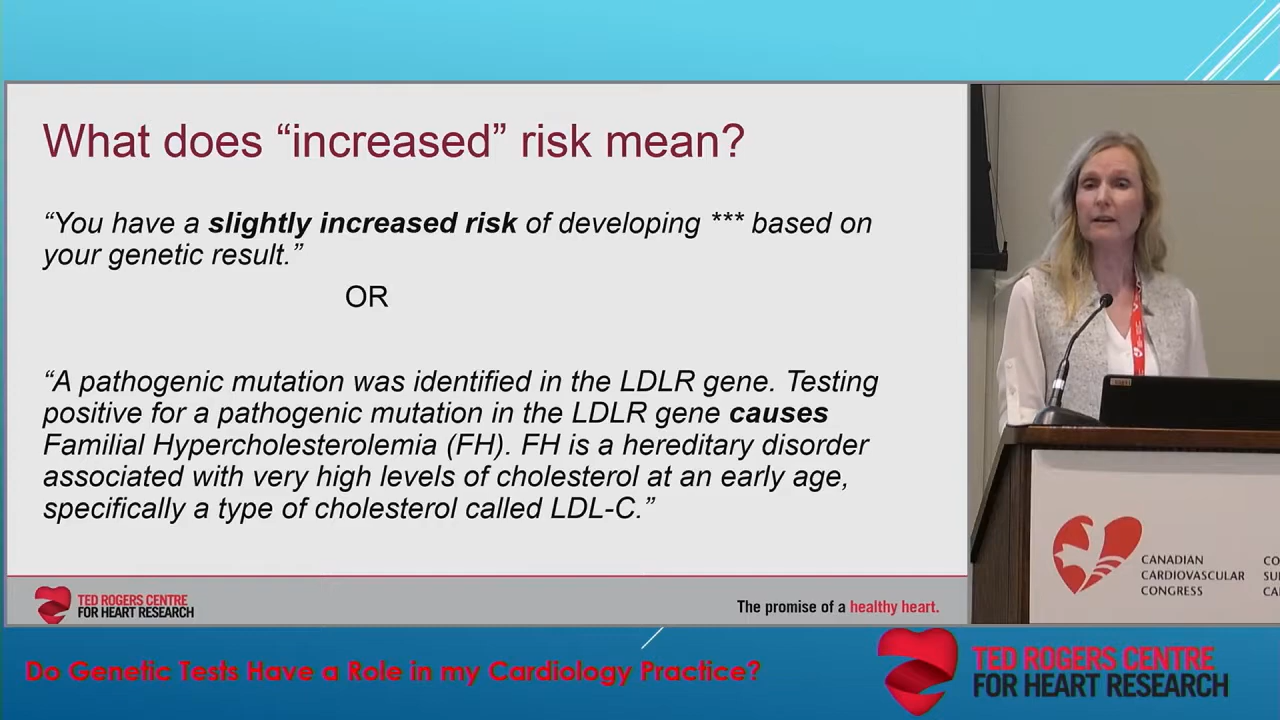 What does “increased” risk mean?
“You have a slightly increased risk of developing *** based on
your genetic result.”
OR
“A pathogenic mutation was identified in the LDLR gene. Testing
positive for a pathogenic mutation in the LDLR gene causes
Familial Hypercholesterolemia (FH). FH is a hereditary disorder
associated with very high levels of cholesterol at an early age,
specifically a type of cholesterol called LDL-C.”
TED ROGERS CENTRE
FOR HEART RESEARCH
The promise of a healthy heart.
CANADIAN
CARDIOVASCULAR
CONGRESS
Do Genetic Tests Have a Role in my Cardiology Practice?
TED ROGERS CENTRE
FOR HEART RESEARCH